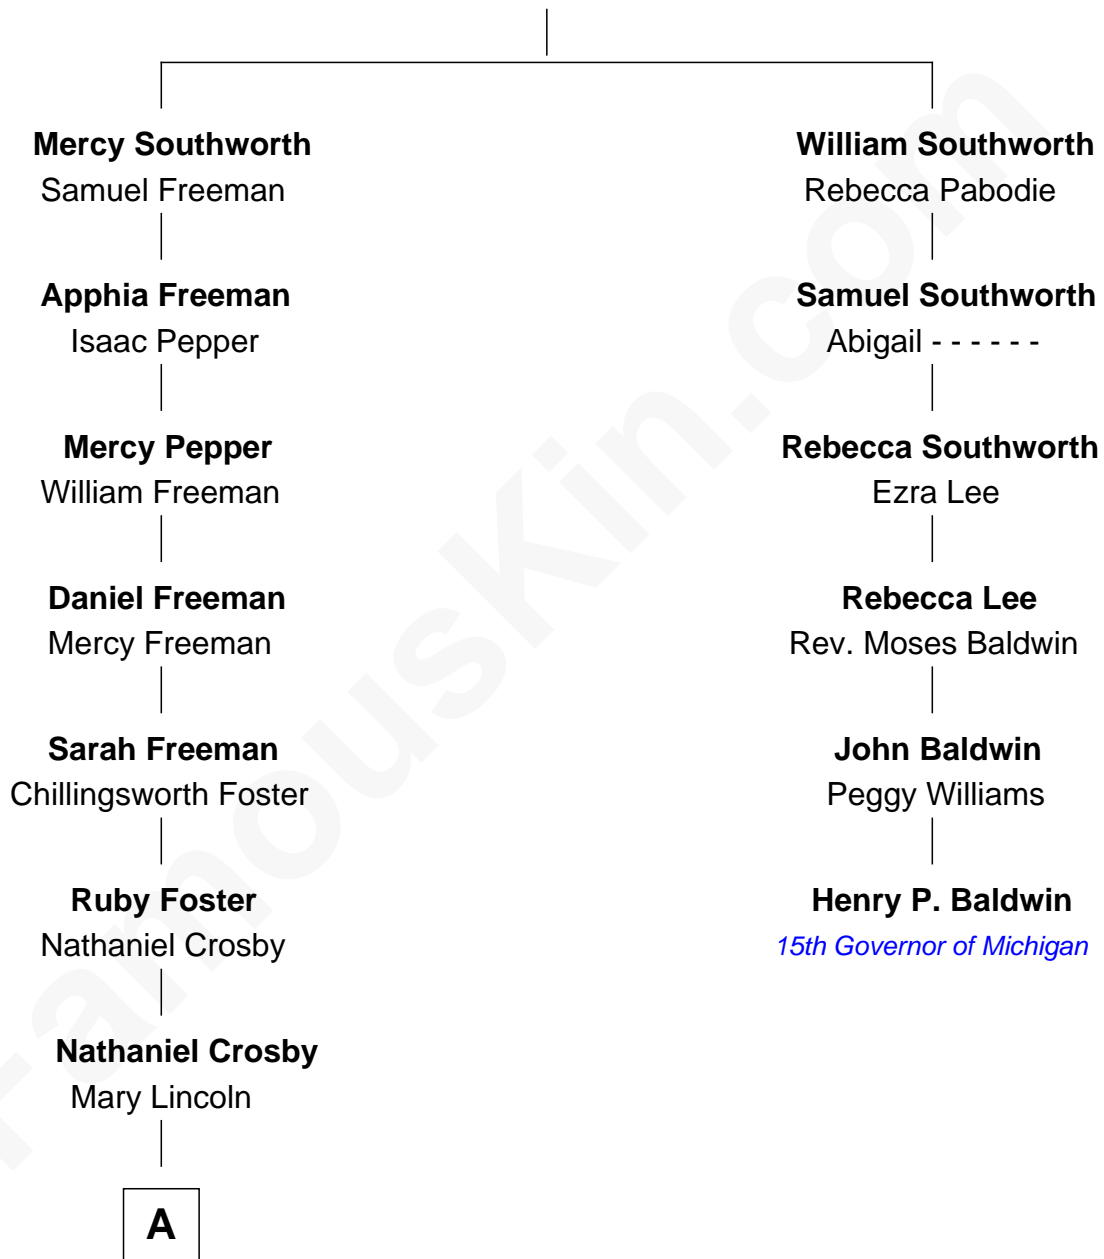 Mercy Southworth
Samuel Freeman
Apphia Freeman
Isaac Pepper
Mercy Pepper
William Freeman
Daniel Freeman
Mercy Freeman
Sarah Freeman
Chillingsworth Foster
Ruby Foster
Nathaniel Crosby
Nathaniel Crosby
Mary Lincoln
A
William Southworth
Rebecca Pabodie
Samuel Southworth
Abigail - - - - - -
Rebecca Southworth
Ezra Lee
Rebecca Lee
Rev. Moses Baldwin
John Baldwin
Peggy Williams
Henry P. Baldwin
15th Governor of Michigan
FamousKin.com